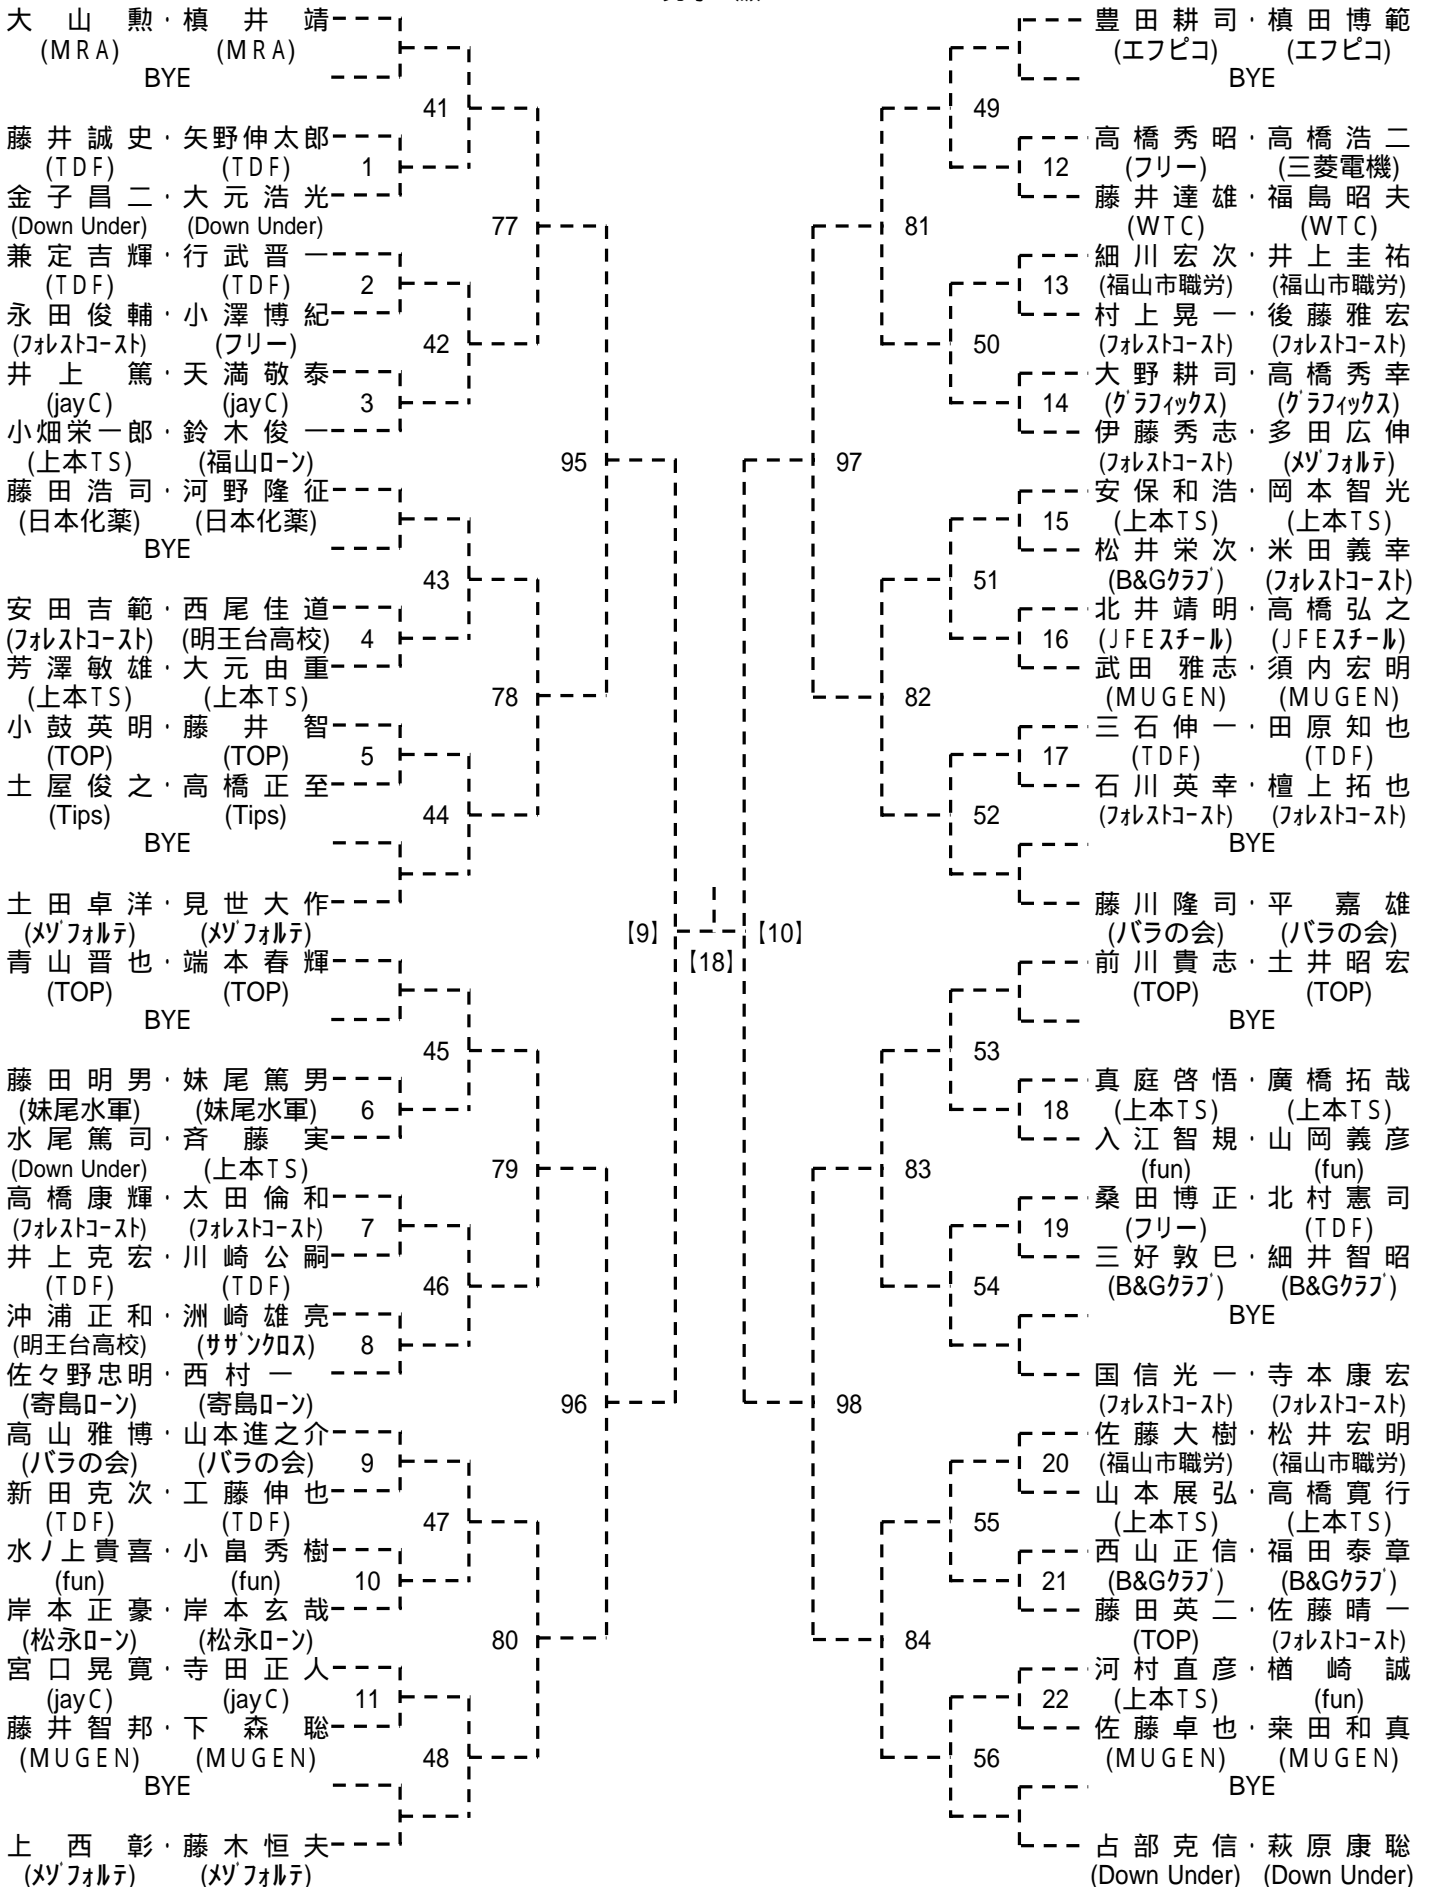 大山勲・槙井靖
(MRA) (MRA)
BYE
41
藤井誠史・矢野伸太郎
(TDF) (TDF) 1
金子昌二・大元浩光
(Down Under) (Down Under) 77
兼定吉輝・行武晋一
(TDF) (TDF) 2
永田俊輔・小澤博紀
(フォレストコースト) (フリー) 42
井上篤・天満敬泰
(jayC) (jayC) 3
小畑栄一郎・鈴木俊一
(上本TS) (福山ローン) 95
藤田浩司・河野隆征
(日本化薬) (日本化薬)
BYE
43
安田吉範・西尾佳道
(フォレストコースト) (明王台高校) 4
芳澤敏雄・大元由重
(上本TS) (上本TS) 78
小鼓英明・藤井智
(TOP) (TOP) 5
土屋俊之・高橋正至
(Tips) (Tips) 44
BYE
土田卓洋・見世大作
(メゾフォルテ) (メゾフォルテ) 【9】
青山晋也・端本春輝
(TOP) (TOP)
BYE
45
藤田明男・妹尾篤男
(妹尾水軍) (妹尾水軍) 6
水尾篤司・斉藤実
(Down Under) (上本TS) 79
高橋康輝・太田倫和
(フォレストコースト) (フォレストコースト) 7
井上克宏・川崎公嗣
(TDF) (TDF) 46
沖浦正和・洲崎雄亮
(明王台高校) (サザンクロス) 8
佐々野忠明・西村一
(寄島ローン) (寄島ローン) 96
高山雅博・山本進之介
(バラの会) (バラの会) 9
新田克次・工藤伸也
(TDF) (TDF) 47
水ノ上貴喜・小畠秀樹
(fun) (fun) 10
岸本正豪・岸本玄哉
(松永ローン) (松永ローン) 80
宮口晃寛・寺田正人
(jayC) (jayC) 11
藤井智邦・下森聡
(MUGEN) (MUGEN) 48
BYE
上西彰・藤木恒夫
(メゾフォルテ) (メゾフォルテ)
【18】
豊田耕司・槙田博範
(エフピコ) (エフピコ)
BYE
49
高橋秀昭・高橋浩二
12 (フリー) (三菱電機)
藤井達雄・福島昭夫
81 (WTC) (WTC)
細川宏次・井上圭祐
13 (福山市職労) (福山市職労)
村上晃一・後藤雅宏
50 (フォレストコースト) (フォレストコースト)
大野耕司・高橋秀幸
14 (グラフィックス) (グラフィックス)
伊藤秀志・多田広伸
97 (フォレストコースト) (メゾフォルテ)
安保和浩・岡本智光
15 (上本TS) (上本TS)
松井栄次・米田義幸
51 (B&Gクラブ) (フォレストコースト)
北井靖明・高橋弘之
16 (JFEスチール) (JFEスチール)
武田雅志・須内宏明
82 (MUGEN) (MUGEN)
三石伸一・田原知也
17 (TDF) (TDF)
石川英幸・檀上拓也
52 (フォレストコースト) (フォレストコースト)
BYE
藤川隆司・平嘉雄
【10】 (バラの会) (バラの会)
前川貴志・土井昭宏
(TOP) (TOP)
BYE
53
真庭啓悟・廣橋拓哉
18 (上本TS) (上本TS)
入江智規・山岡義彦
83 (fun) (fun)
桑田博正・北村憲司
19 (フリー) (TDF)
三好敦巳・細井智昭
54 (B&Gクラブ) (B&Gクラブ)
BYE
国信光一・寺本康宏
98 (フォレストコースト) (フォレストコースト)
佐藤大樹・松井宏明
20 (福山市職労) (福山市職労)
山本展弘・高橋寛行
55 (上本TS) (上本TS)
西山正信・福田泰章
21 (B&Gクラブ) (B&Gクラブ)
藤田英二・佐藤晴一
84 (TOP) (フォレストコースト)
河村直彦・楢崎誠
22 (上本TS) (fun)
佐藤卓也・桒田和真
56 (MUGEN) (MUGEN)
BYE
占部克信・萩原康聡
(Down Under) (Down Under)